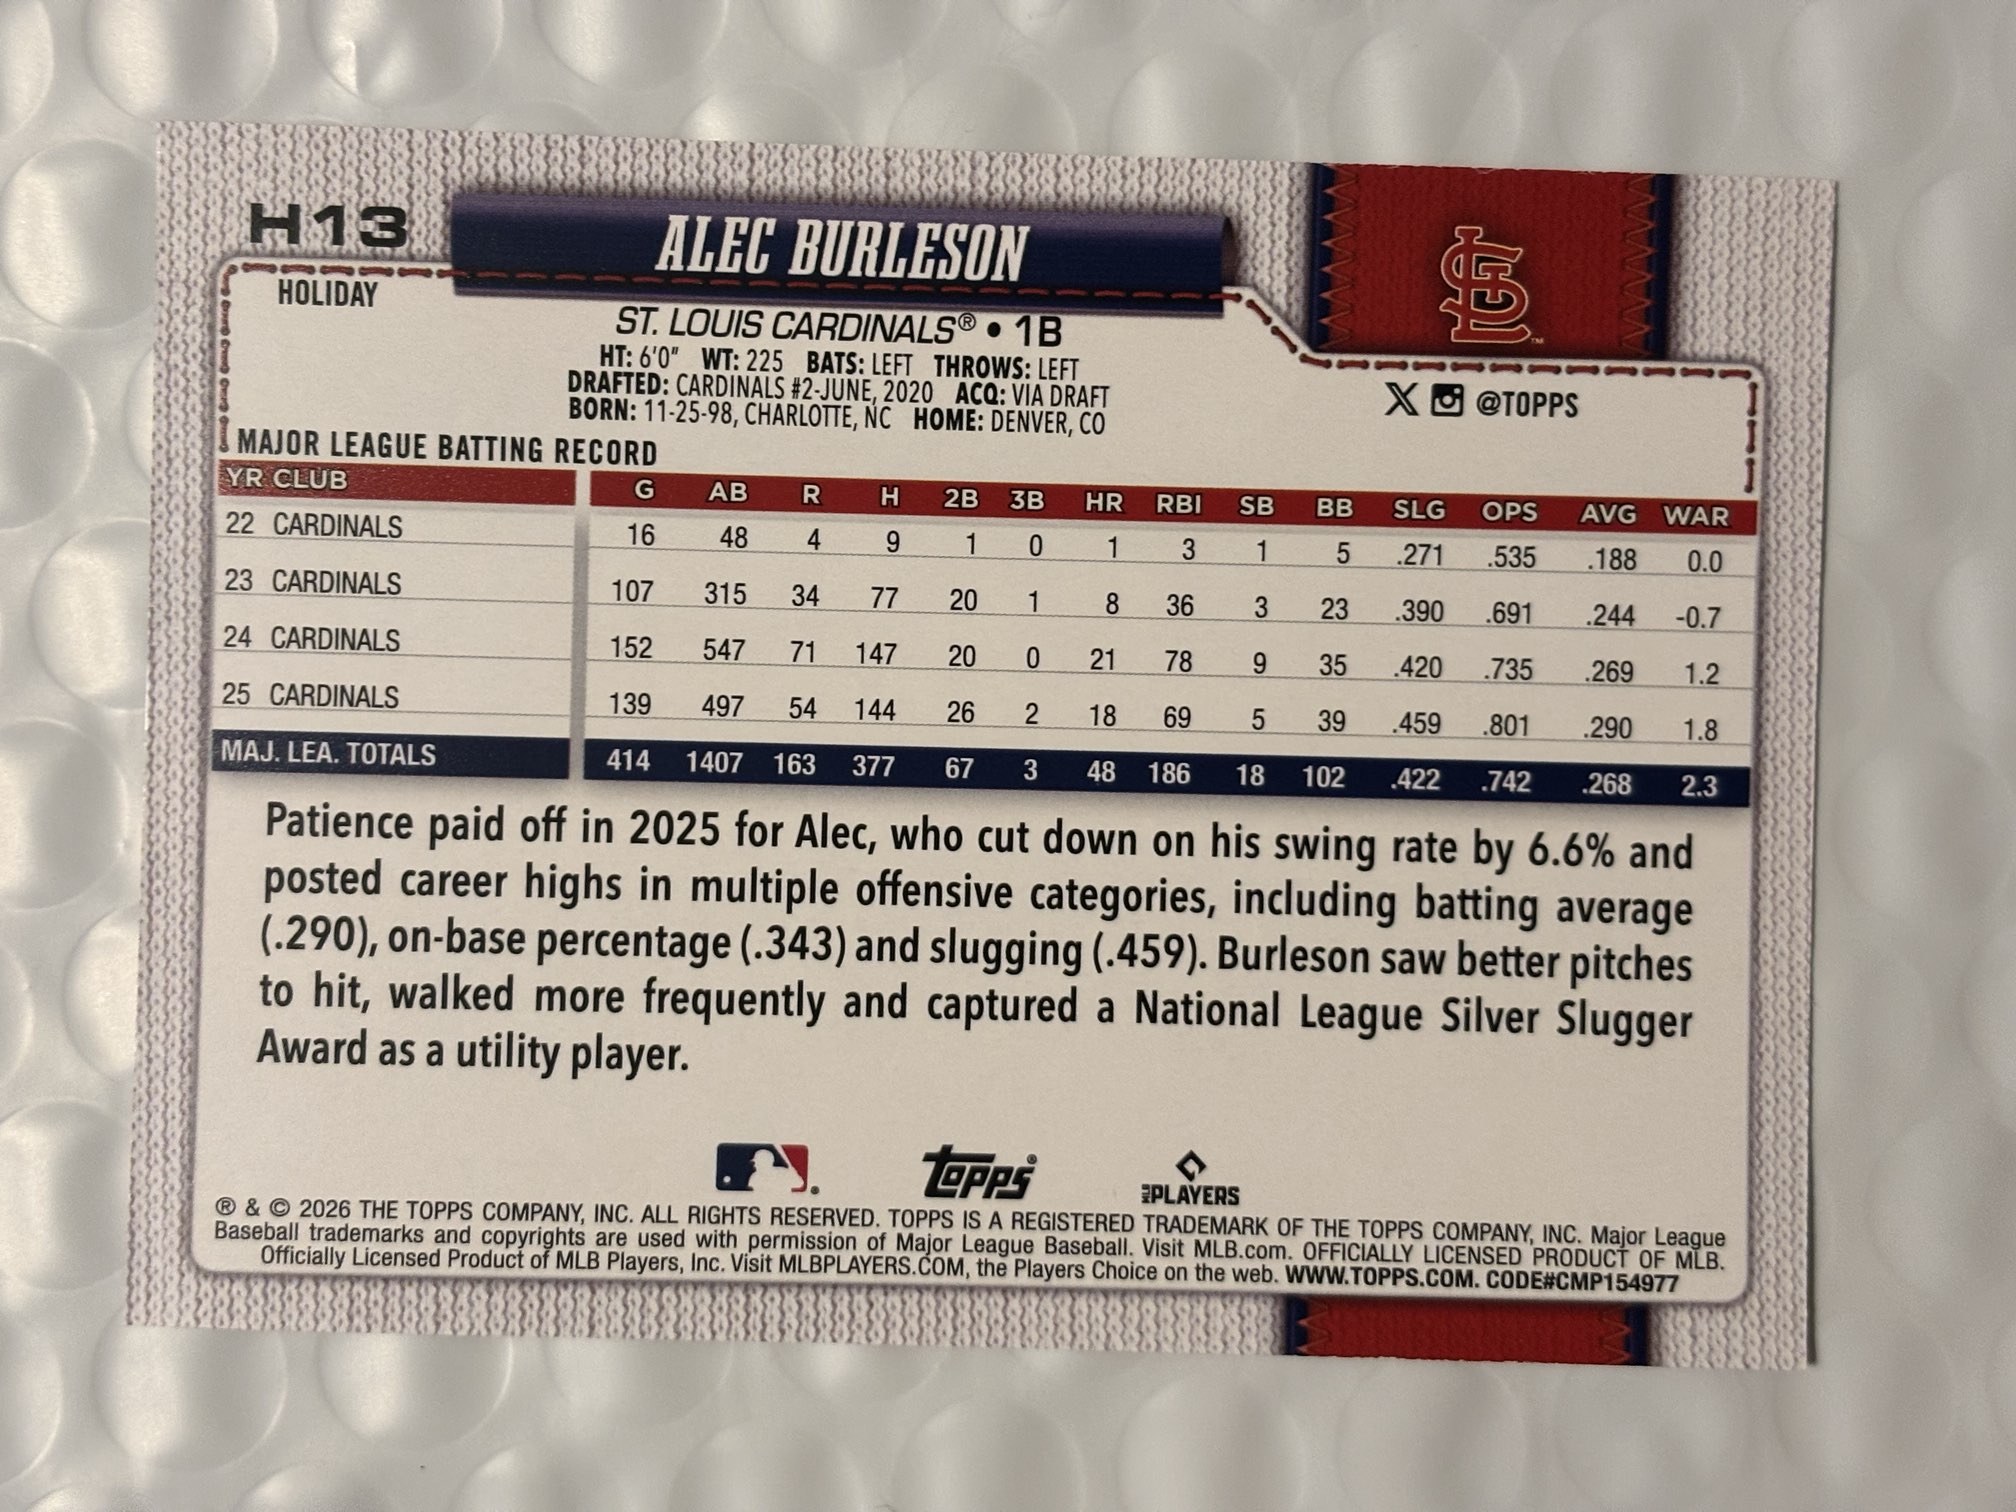 H13
ALEC BURLESON
HOLIDAY
ST. LOUIS CARDINALS® • 1B
HT: 6'0" WT: 225 BATS: LEFT THROWS: LEFT
DRAFTED: CARDINALS #2-JUNE, 2020 ACQ: VIA DRAFT
BORN: 11-25-98, CHARLOTTE, NC HOME: DENVER, CO
STL™
X @TOPPS
MAJOR LEAGUE BATTING RECORD
YR CLUB G AB R H 2B 3B HR RBI SB BB SLG OPS AVG WAR
22 CARDINALS 16 48 4 9 1 0 1 3 1 5 .271 .535 .188 0.0
23 CARDINALS 107 315 34 77 20 1 8 36 3 23 .390 .691 .244 -0.7
24 CARDINALS 152 547 71 147 20 0 21 78 9 35 .420 .735 .269 1.2
25 CARDINALS 139 497 54 144 26 2 18 69 5 39 .459 .801 .290 1.8
MAJ. LEA. TOTALS 414 1407 163 377 67 3 48 186 18 102 .422 .742 .268 2.3
Patience paid off in 2025 for Alec, who cut down on his swing rate by 6.6% and
posted career highs in multiple offensive categories, including batting average
(.290), on-base percentage (.343) and slugging (.459). Burleson saw better pitches
to hit, walked more frequently and captured a National League Silver Slugger
Award as a utility player.
topps® MLB PLAYERS
® & © 2026 THE TOPPS COMPANY, INC. ALL RIGHTS RESERVED. TOPPS IS A REGISTERED TRADEMARK OF THE TOPPS COMPANY, INC. Major League
Baseball trademarks and copyrights are used with permission of Major League Baseball. Visit MLB.com. OFFICIALLY LICENSED PRODUCT OF MLB.
Officially Licensed Product of MLB Players, Inc. Visit MLBPLAYERS.COM, the Players Choice on the web. WWW.TOPPS.COM. CODE#CMP154977